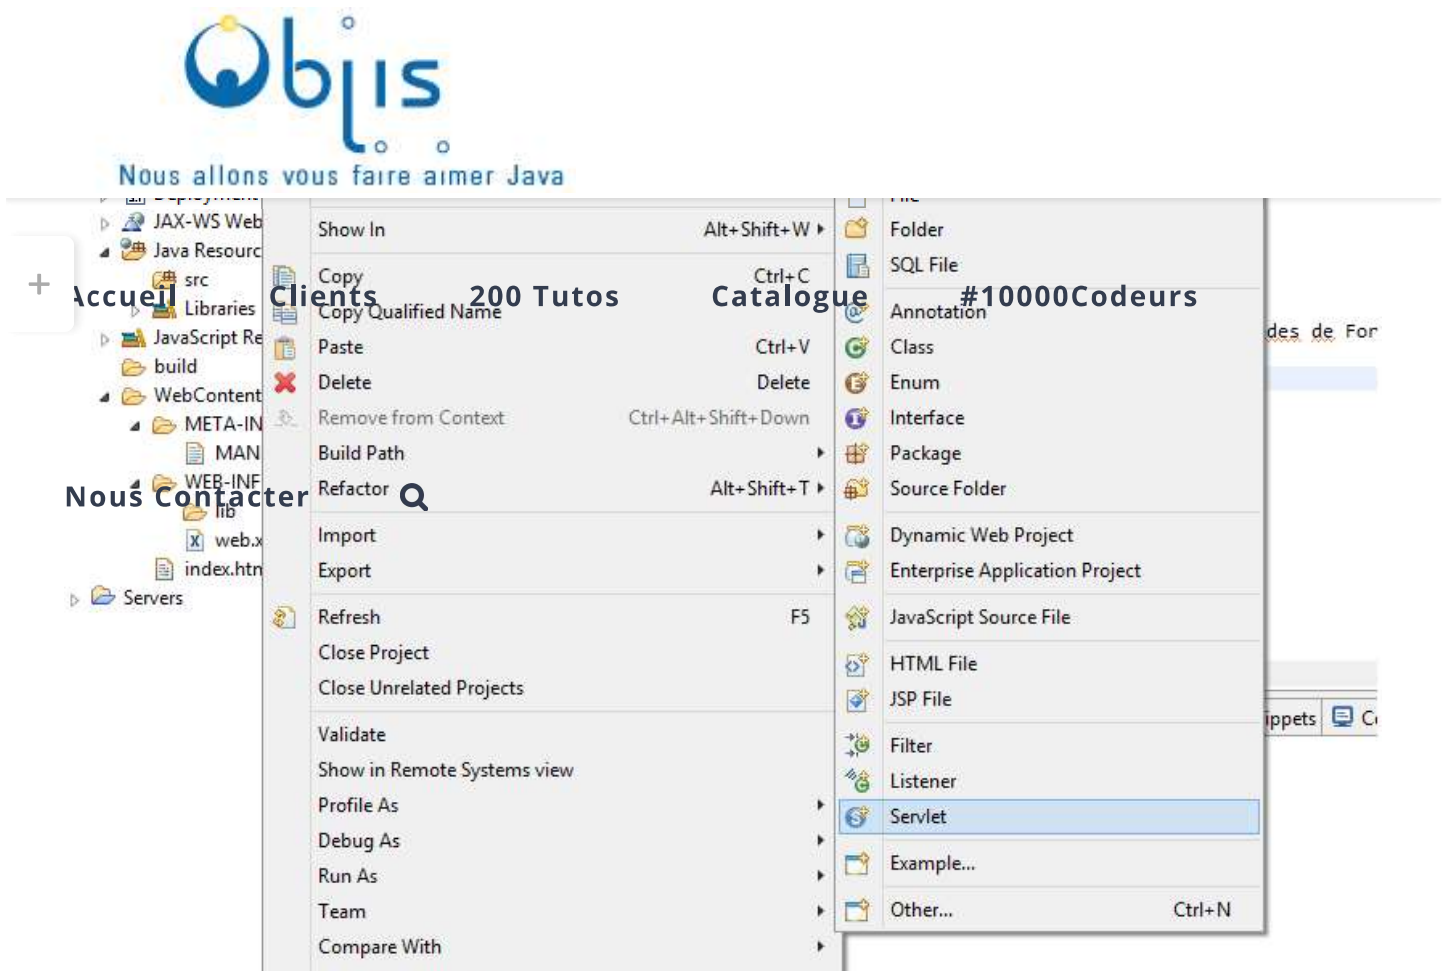 Objis
Nous allons vous faire aimer Java
Deployment
JAX-WS Web
Java Resourc
src
Libraries
JavaScript Re
build
WebContent
META-IN
MAN
WEB-INF
lib
web.x
index.htn
Servers
Accueil Clients 200 Tutos Catalogue #10000Codeurs
Nous Contacter
Show In Alt+Shift+W
Copy Ctrl+C
Copy Qualified Name
Paste Ctrl+V
Delete Delete
Remove from Context Ctrl+Alt+Shift+Down
Build Path
Refactor Alt+Shift+T
Import
Export
Refresh F5
Close Project
Close Unrelated Projects
Validate
Show in Remote Systems view
Profile As
Debug As
Run As
Team
Compare With
File
Folder
SQL File
Annotation
Class
Enum
Interface
Package
Source Folder
Dynamic Web Project
Enterprise Application Project
JavaScript Source File
HTML File
JSP File
Filter
Listener
Servlet
Example...
Other... Ctrl+N
des de For
ippets